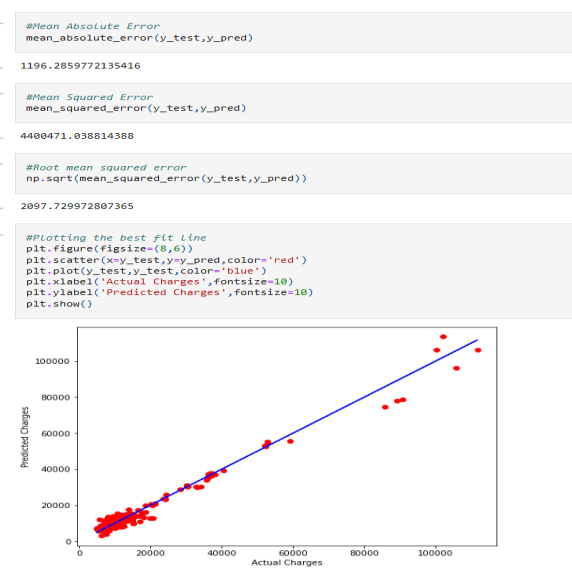 #Mean Absolute Error
mean_absolute_error(y_test,y_pred)
1196.2859772135416
#Mean Squared Error
mean_squared_error(y_test,y_pred)
4400471.038814388
#Root mean squared error
np.sqrt(mean_squared_error(y_test,y_pred))
2097.729972807365
#Plotting the best fit line
plt.figure(figsize=(8,6))
plt.scatter(x=y_test,y=y_pred,color='red')
plt.plot(y_test,y_test,color='blue')
plt.xlabel('Actual Charges',fontsize=10)
plt.ylabel('Predicted Charges',fontsize=10)
plt.show()
100000
80000
60000
40000
20000
0
Predicted Charges
0 20000 40000 60000 80000 100000
Actual Charges